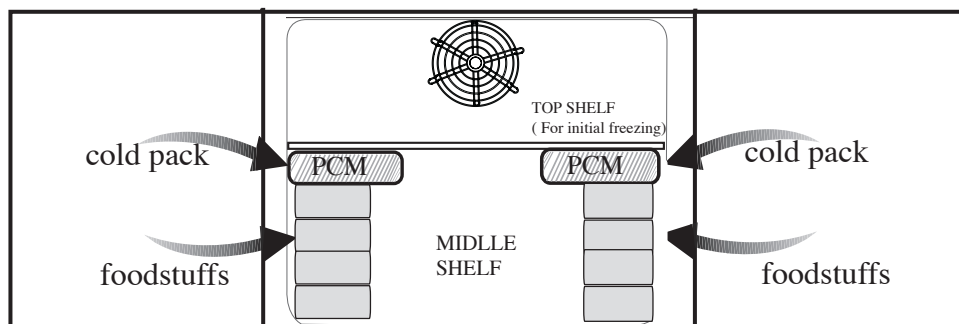 TOP SHELF
( For initial freezing)
cold pack
PCM
PCM
cold pack
MIDLLE
SHELF
foodstuffs
foodstuffs